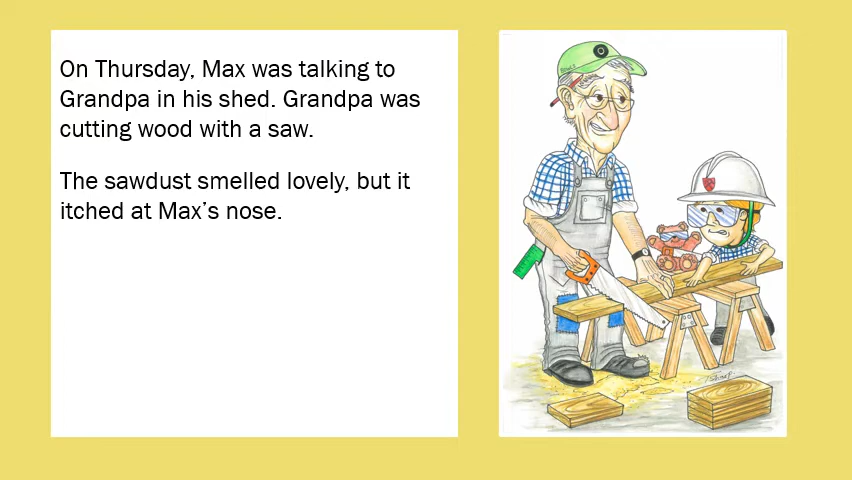 On Thursday, Max was talking to
Grandpa in his shed. Grandpa was
cutting wood with a saw.
The sawdust smelled lovely, but it
itched at Max’s nose.